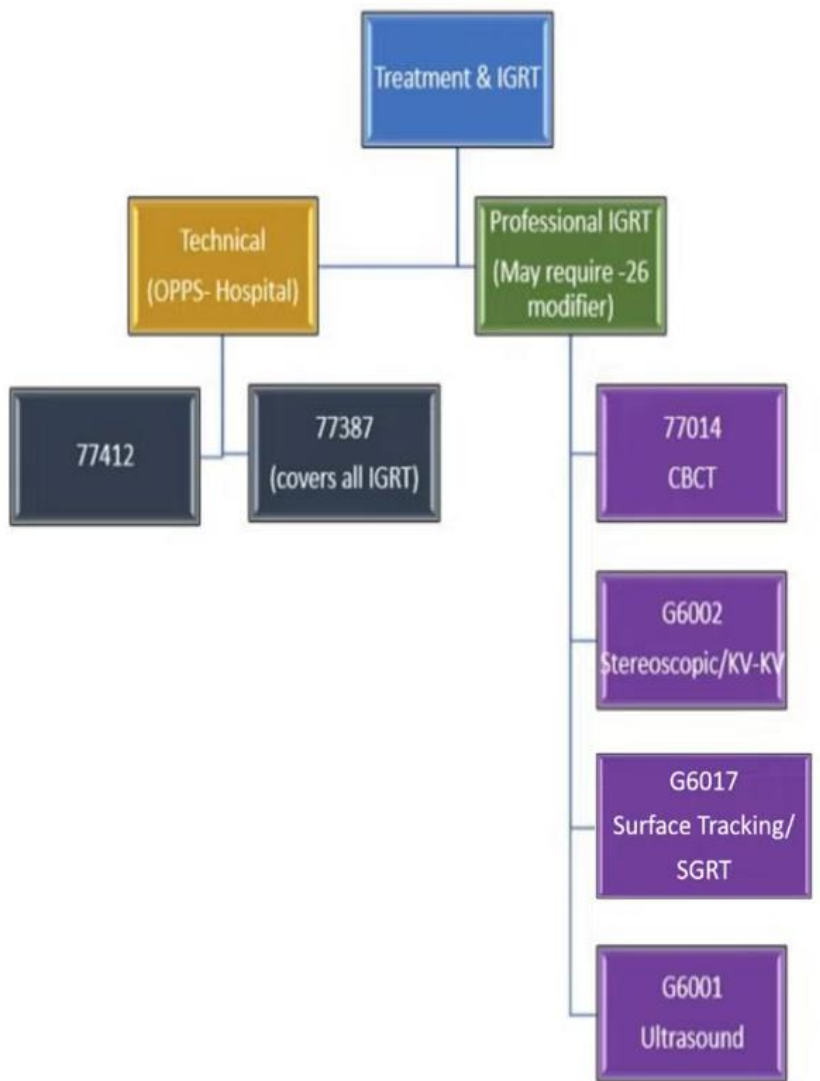 Treatment & IGRT
Technical
(OPPS- Hospital)
Professional IGRT
(May require -26
modifier)
77412
77387
(covers all IGRT)
77014
CBCT
G6002
Stereoscopic/KV-KV
G6017
Surface Tracking/
SGRT
G6001
Ultrasound